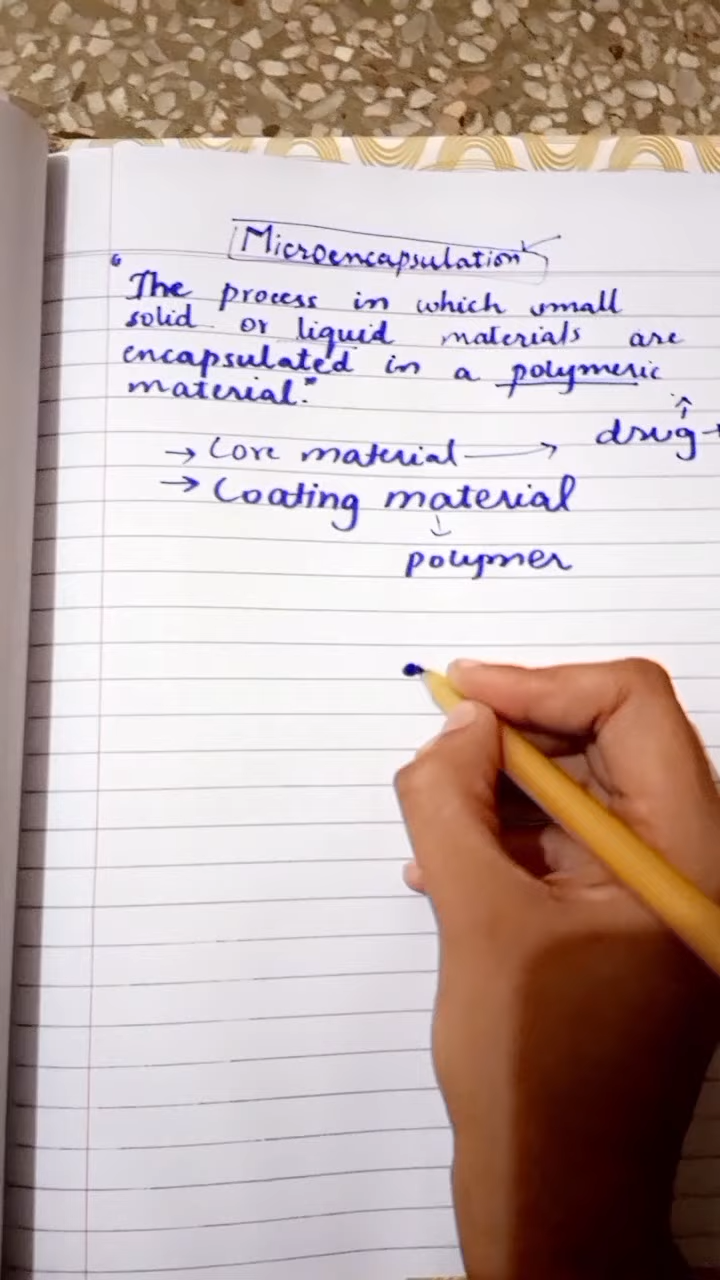 Microencapsulation
"The process in which small
solid or liquid materials are
encapsulated in a polymeric
material."
→ Core material → drug
→ Coating material
↓
polymer